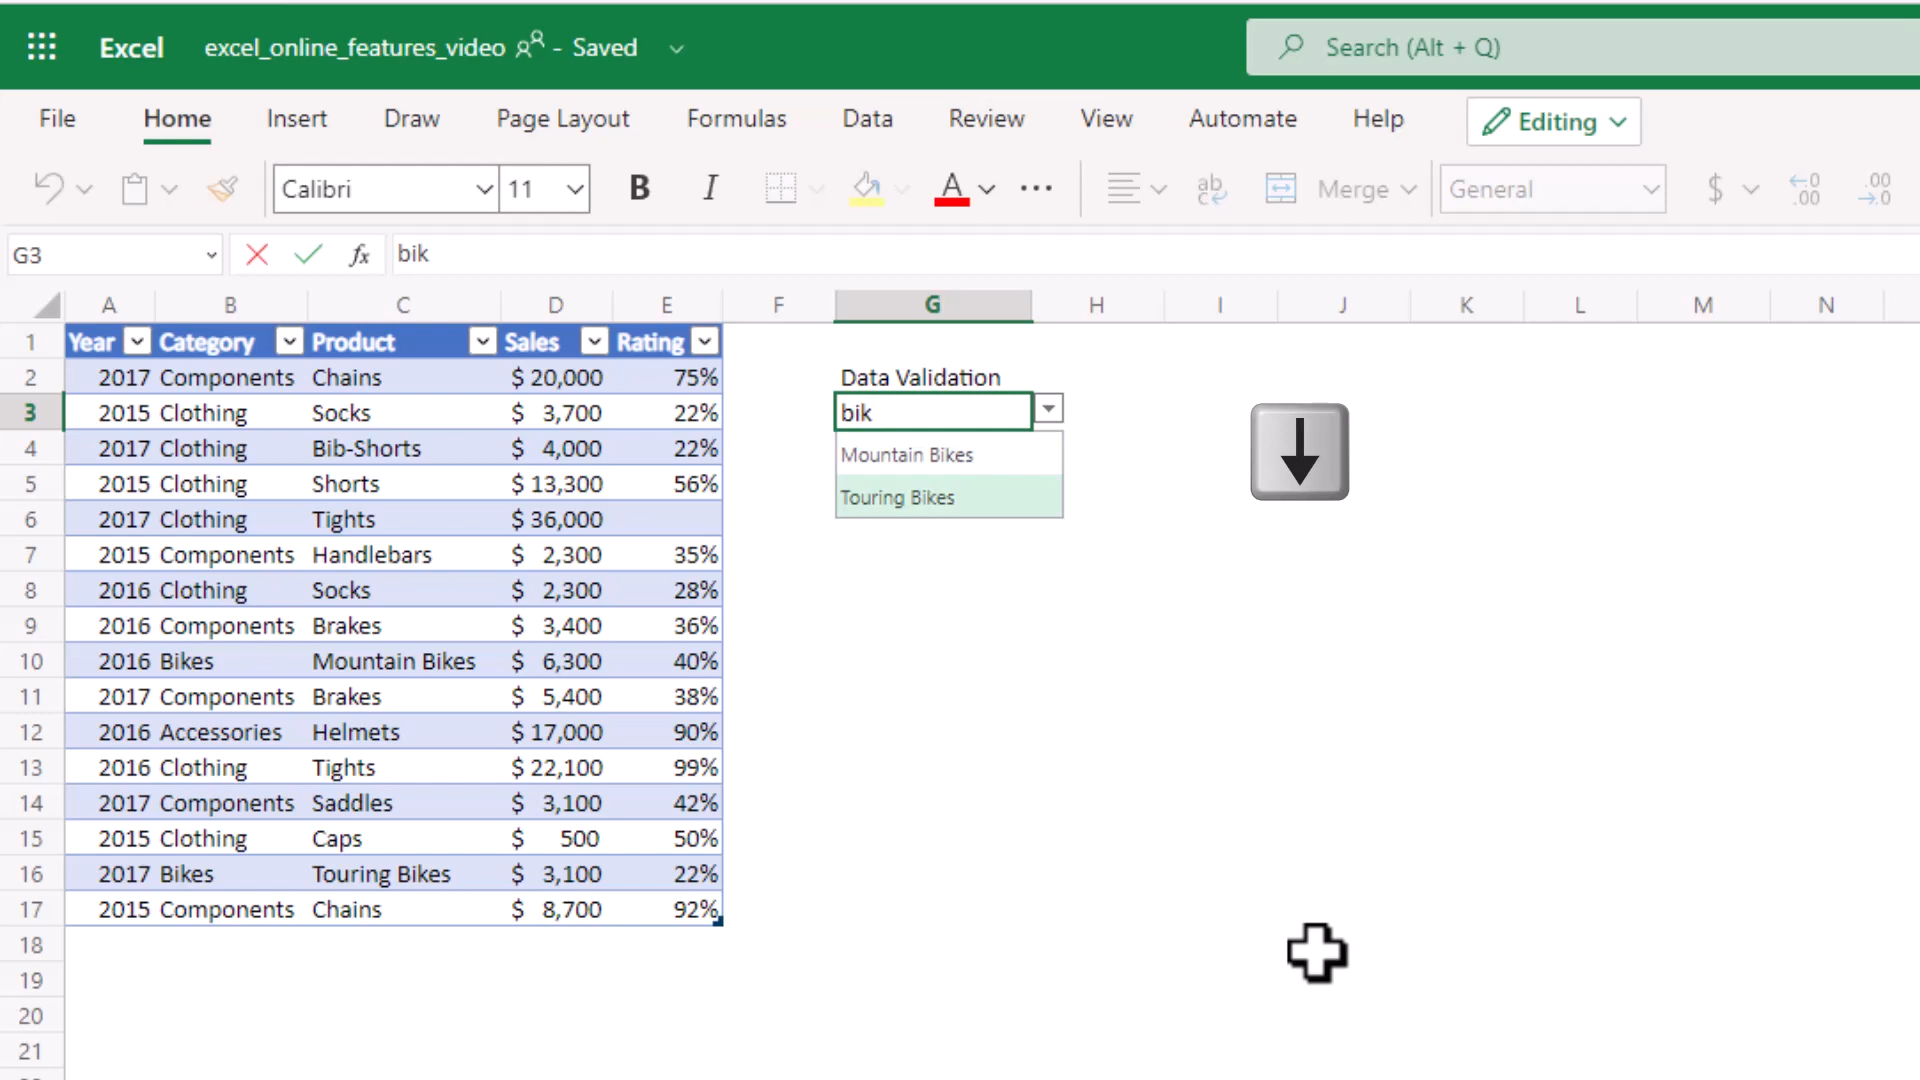 Excel excel_online_features_video - Saved Search (Alt + Q)
File Home Insert Draw Page Layout Formulas Data Review View Automate Help Editing
Calibri 11 B I A ... ab c Merge General $ .00 .00
G3 fx bik
A B C D E F G H I J K L M N
1 Year Category Product Sales Rating
2 2017 Components Chains $ 20,000 75% Data Validation
3 2015 Clothing Socks $ 3,700 22% bik
4 2017 Clothing Bib-Shorts $ 4,000 22% Mountain Bikes
5 2015 Clothing Shorts $ 13,300 56% Touring Bikes
6 2017 Clothing Tights $ 36,000
7 2015 Components Handlebars $ 2,300 35%
8 2016 Clothing Socks $ 2,300 28%
9 2016 Components Brakes $ 3,400 36%
10 2016 Bikes Mountain Bikes $ 6,300 40%
11 2017 Components Brakes $ 5,400 38%
12 2016 Accessories Helmets $ 17,000 90%
13 2016 Clothing Tights $ 22,100 99%
14 2017 Components Saddles $ 3,100 42%
15 2015 Clothing Caps $ 500 50%
16 2017 Bikes Touring Bikes $ 3,100 22%
17 2015 Components Chains $ 8,700 92%
18
19
20
21